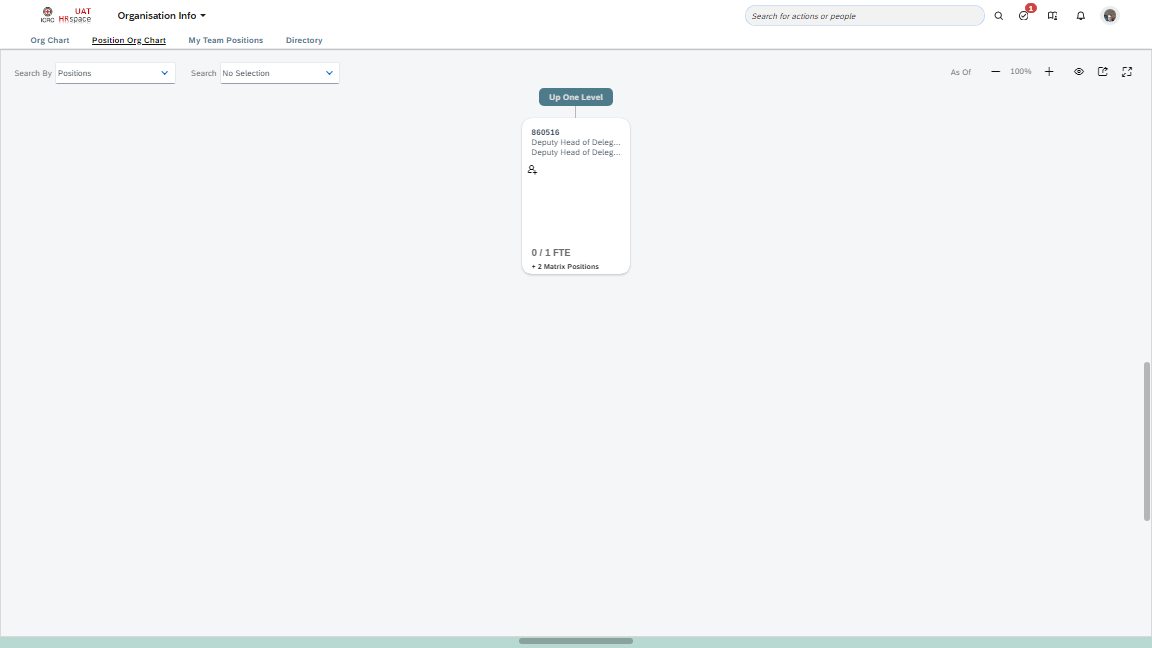 ICRC
UAT
HRspace
Organisation Info
Search for actions or people
1
Org Chart
Position Org Chart
My Team Positions
Directory
Search By
Positions
Search
No Selection
As Of
100%
Up One Level
860516
Deputy Head of Deleg...
Deputy Head of Deleg...
0 / 1 FTE
+ 2 Matrix Positions